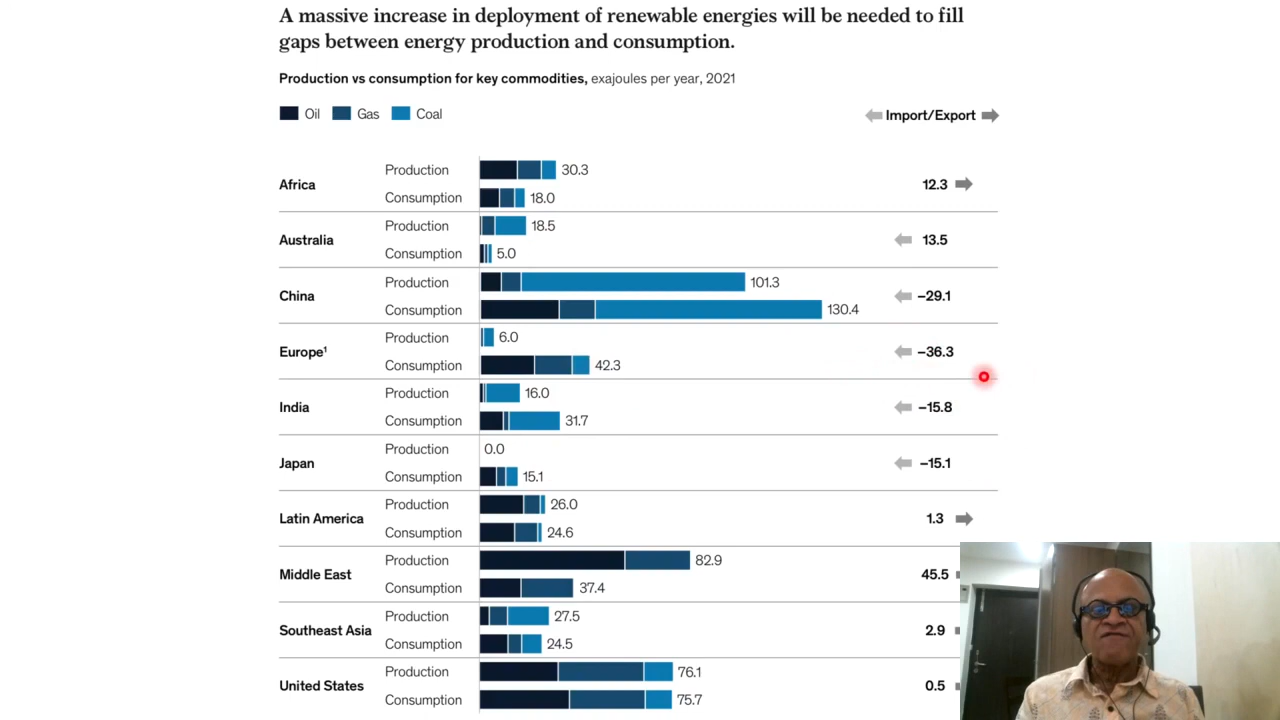 A massive increase in deployment of renewable energies will be needed to fill
gaps between energy production and consumption.
Production vs consumption for key commodities, exajoules per year, 2021
Oil Gas Coal
Import/Export
Africa
Production 30.3
Consumption 18.0
12.3
Australia
Production 18.5
Consumption 5.0
13.5
China
Production 101.3
Consumption 130.4
–29.1
Europe¹
Production 6.0
Consumption 42.3
–36.3
India
Production 16.0
Consumption 31.7
–15.8
Japan
Production 0.0
Consumption 15.1
–15.1
Latin America
Production 26.0
Consumption 24.6
1.3
Middle East
Production 82.9
Consumption 37.4
45.5
Southeast Asia
Production 27.5
Consumption 24.5
2.9
United States
Production 76.1
Consumption 75.7
0.5